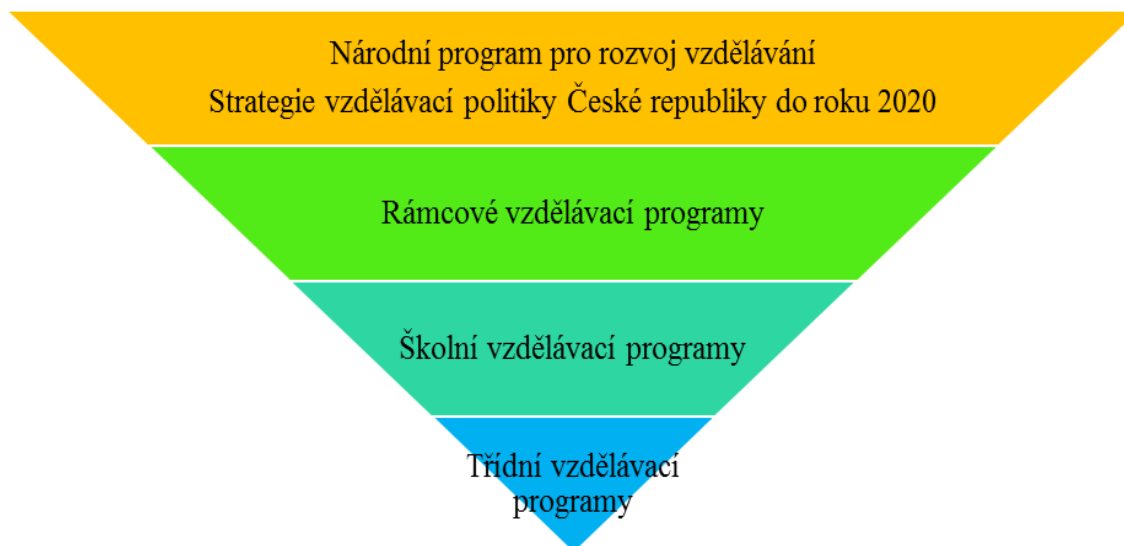 Národní program pro rozvoj vzdělávání
Strategie vzdělávací politiky České republiky do roku 2020
Rámcové vzdělávací programy
Školní vzdělávací programy
Třídní vzdělávací
programy